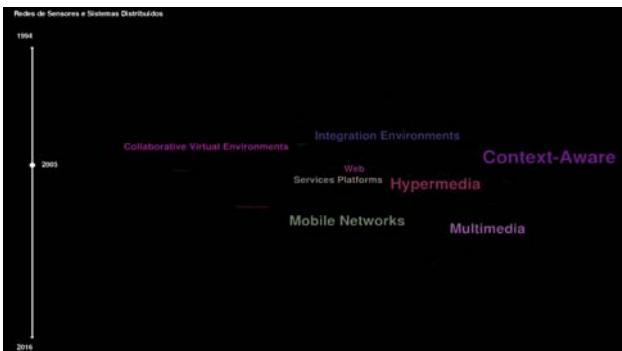 Redes de Sensores e Sistemas Distribuídos
1994
Integration Environments
Collaborative Virtual Environments
Context-Aware
2005
Web
Services Platforms
Hypermedia
Mobile Networks
Multimedia
2016